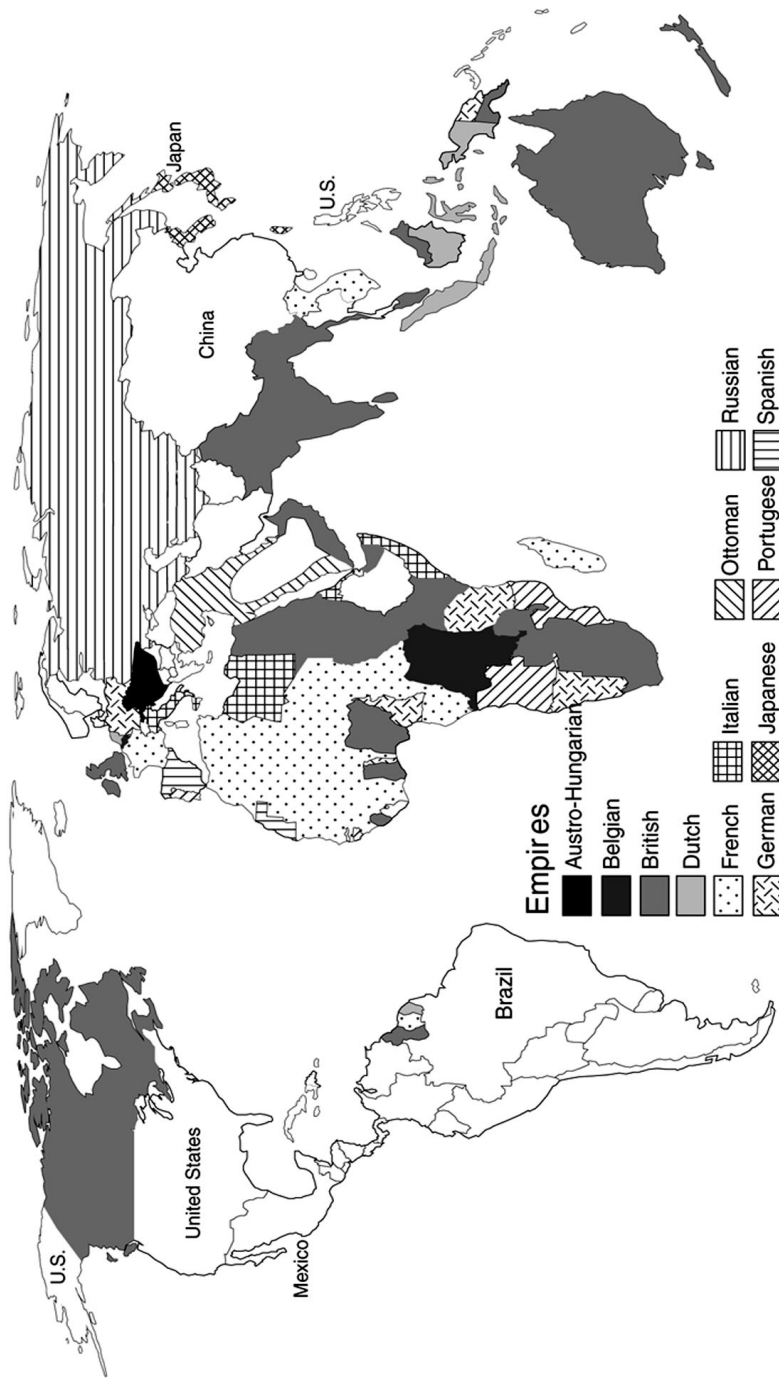 U.S.
United States
Mexico
Brazil
China
Japan
U.S.
Empires
Austro-Hungarian
Belgian
British
Dutch
French
German
Italian
Japanese
Ottoman
Portugese
Russian
Spanish